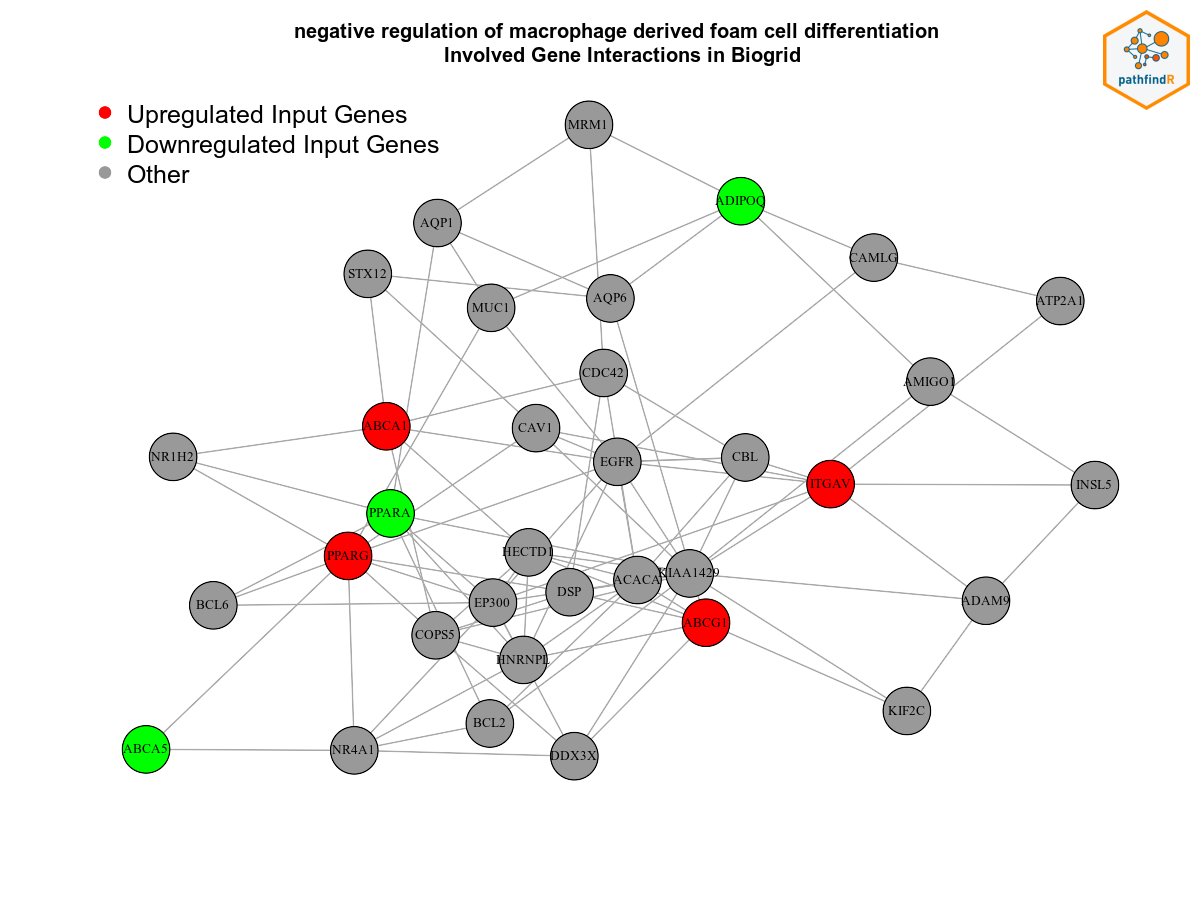 negative regulation of macrophage derived foam cell differentiation
Involved Gene Interactions in Biogrid
pathfindR
Upregulated Input Genes
Downregulated Input Genes
Other
MRM1
ADIPOQ
AQP1
CAMLG
STX12
AQP6
ATP2A1
MUC1
CDC42
AMIGO1
ABCA1
CAV1
NR1H2
EGFR
CBL
ITGAV
INSL5
PPARA
HECTD1
PPARG
KIAA1429
ACACA
DSP
EP300
BCL6
ADAM9
ABCG1
COPS5
HNRNPL
KIF2C
BCL2
ABCA5
NR4A1
DDX3X